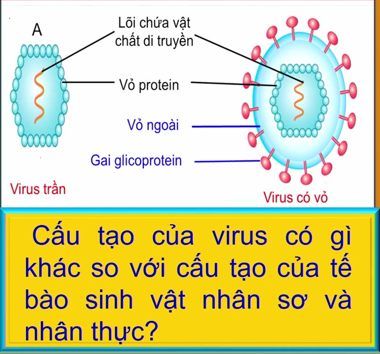 A
Lõi chứa vật
chất di truyền
Vỏ protein
Vỏ ngoài
Gai glicoprotein
Virus trần
Virus có vỏ
Cấu tạo của virus có gì
khác so với cấu tạo của tế
bào sinh vật nhân sơ và
nhân thực?